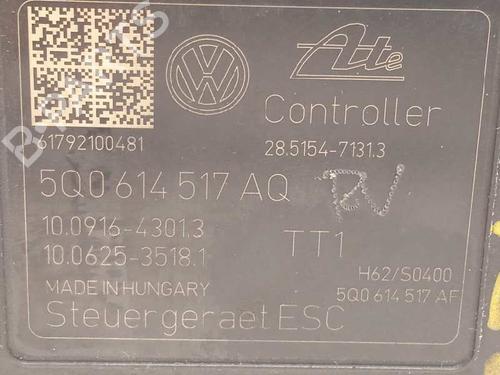 Ate
Controller
61792100481
28.5154-7131.3
5Q0 614 517 AQ
10.0916-4301.3
10.0625-3518.1
TT1
H62/S0400
MADE IN HUNGARY
5Q0 614 517 AF
Steuergeraet ESC